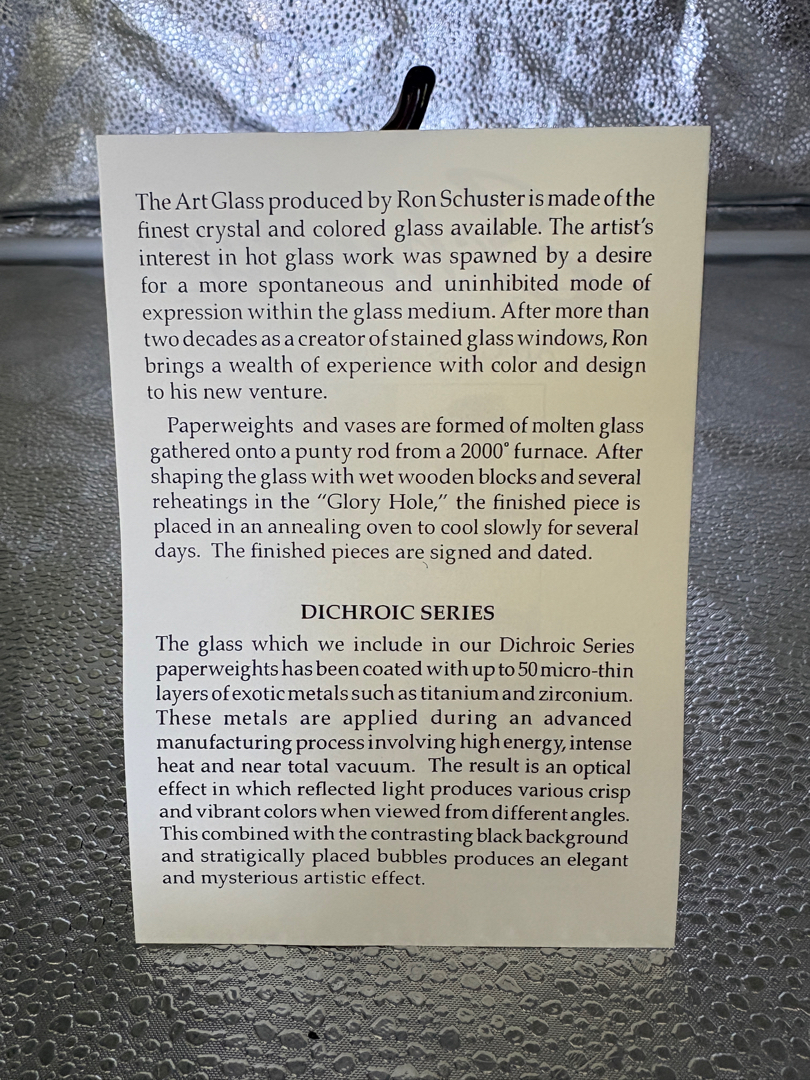 The Art Glass produced by Ron Schuster is made of the
finest crystal and colored glass available. The artist's
interest in hot glass work was spawned by a desire
for a more spontaneous and uninhibited mode of
expression within the glass medium. After more than
two decades as a creator of stained glass windows, Ron
brings a wealth of experience with color and design
to his new venture.
Paperweights and vases are formed of molten glass
gathered onto a punty rod from a 2000° furnace. After
shaping the glass with wet wooden blocks and several
reheatings in the “Glory Hole,” the finished piece is
placed in an annealing oven to cool slowly for several
days. The finished pieces are signed and dated.
DICHROIC SERIES
The glass which we include in our Dichroic Series
paperweights has been coated with up to 50 micro-thin
layers of exotic metals such as titanium and zirconium.
These metals are applied during an advanced
manufacturing process involving high energy, intense
heat and near total vacuum. The result is an optical
effect in which reflected light produces various crisp
and vibrant colors when viewed from different angles.
This combined with the contrasting black background
and stratigically placed bubbles produces an elegant
and mysterious artistic effect.